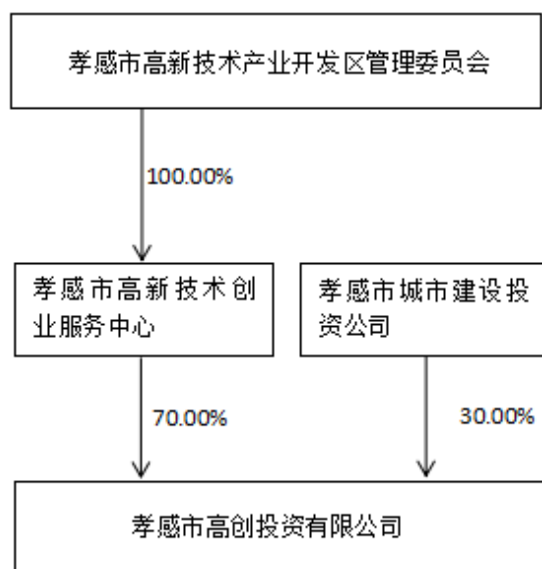 孝感市高新技术产业开发区管理委员会
100.00%
孝感市高新技术创
业服务中心
孝感市城市建设投
资公司
70.00%
30.00%
孝感市高创投资有限公司